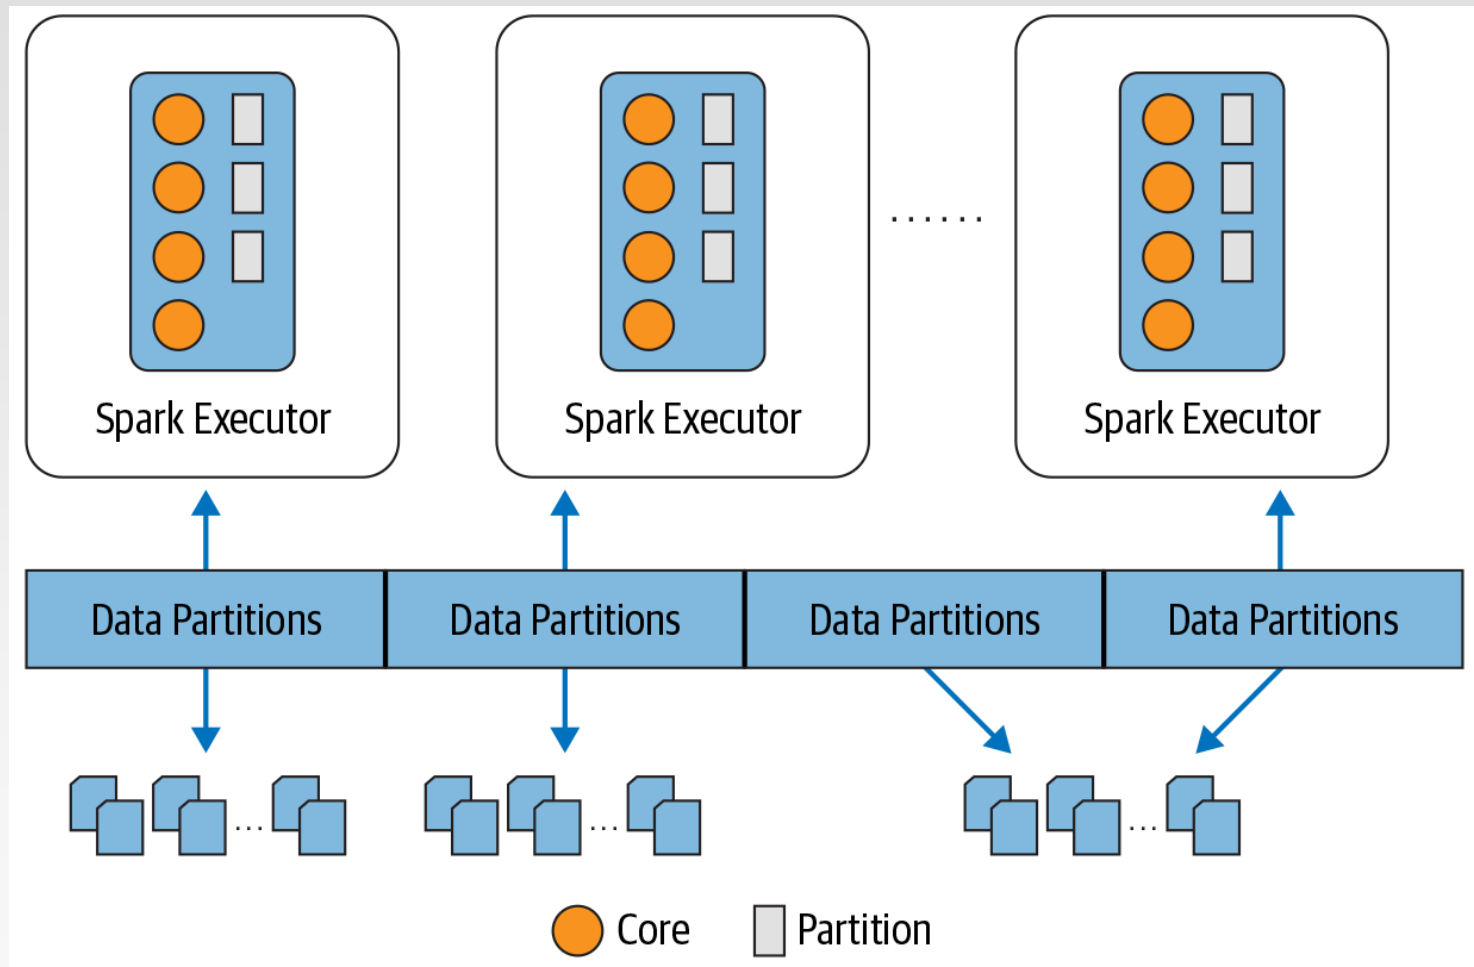 Spark Executor
Spark Executor
......
Spark Executor
Data Partitions
Data Partitions
Data Partitions
Data Partitions
...
...
...
Core
Partition